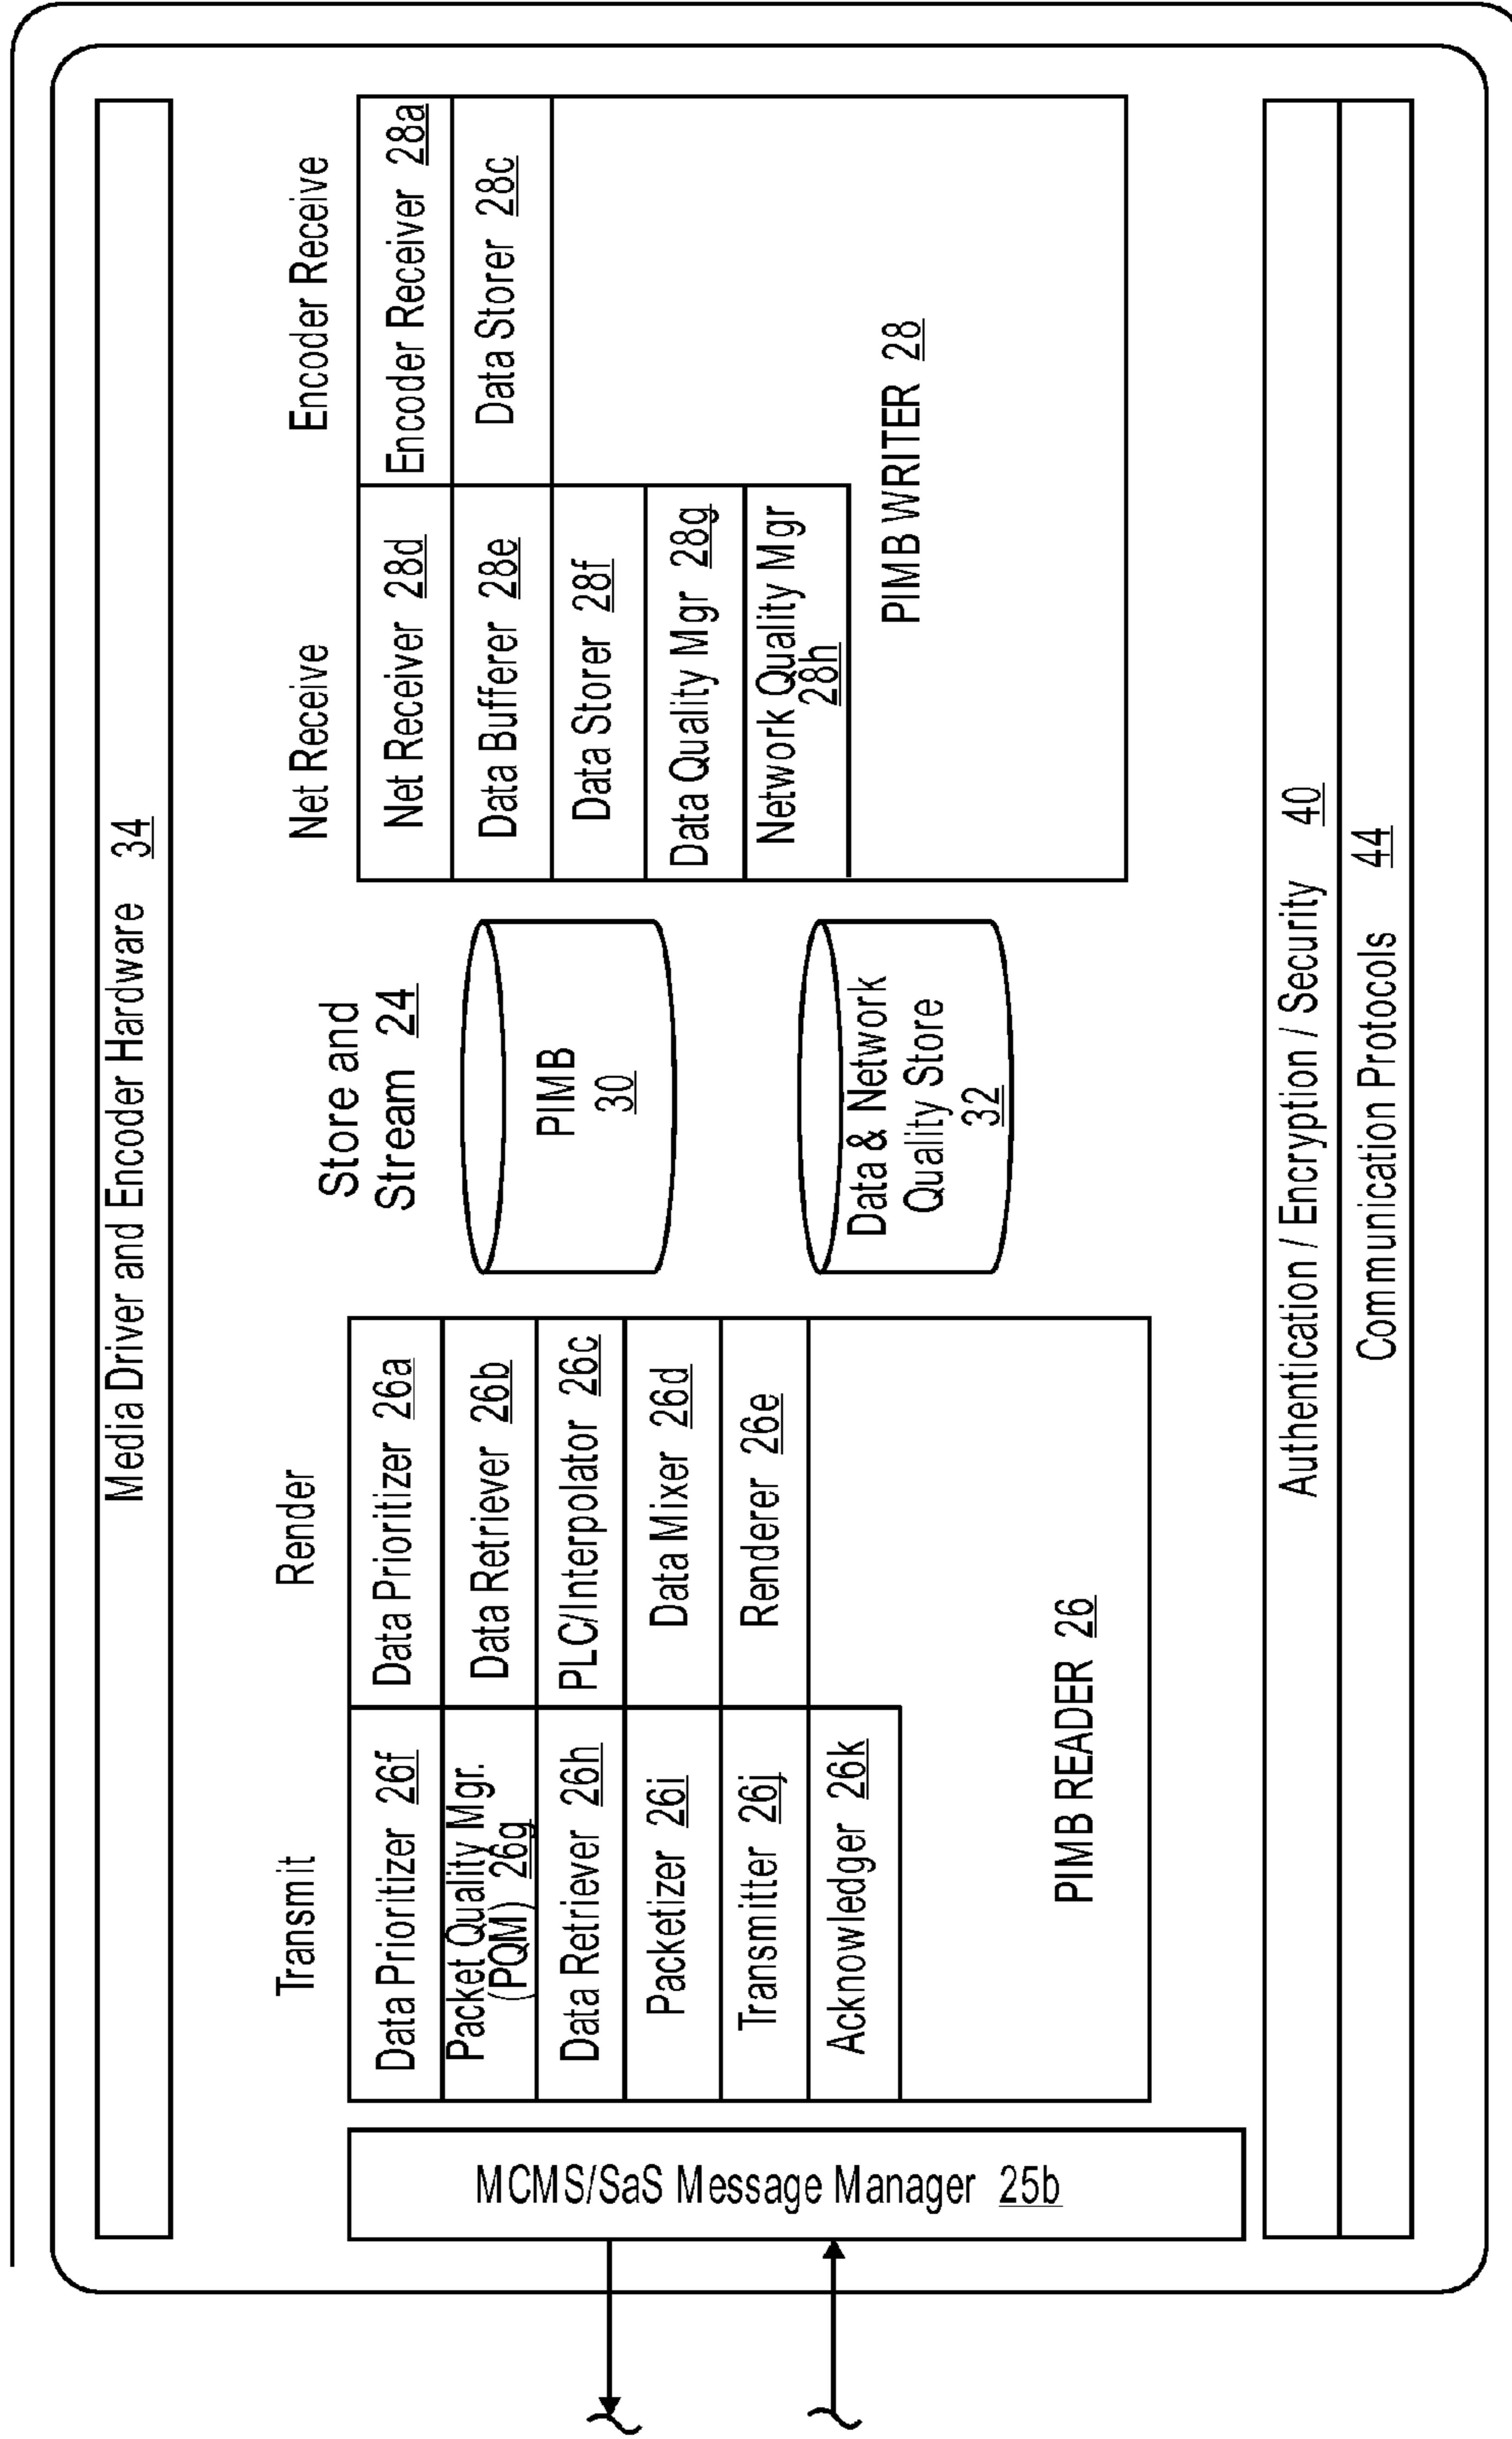 Media Driver and Encoder Hardware 34
Transmit
Render
Store and
Stream 24
Net Receive
Encoder Receive
MCMS/SaS Message Manager 25b
Data Prioritizer 26f
Packet Quality Mgr.
(PQM) 26g
Data Retriever 26h
Packetizer 26i
Transmitter 26j
Acknowledger 26k
Data Prioritizer 26a
Data Retriever 26b
PLC/Interpolator 26c
Data Mixer 26d
Renderer 26e
PIMB READER 26
PIMB
30
Data & Network
Quality Store
32
Net Receiver 28d
Data Bufferer 28e
Data Storer 28f
Data Quality Mgr 28g
Network Quality Mgr
28h
Encoder Receiver 28a
Data Storer 28c
PIMB WRITER 28
Authentication / Encryption / Security 40
Communication Protocols 44